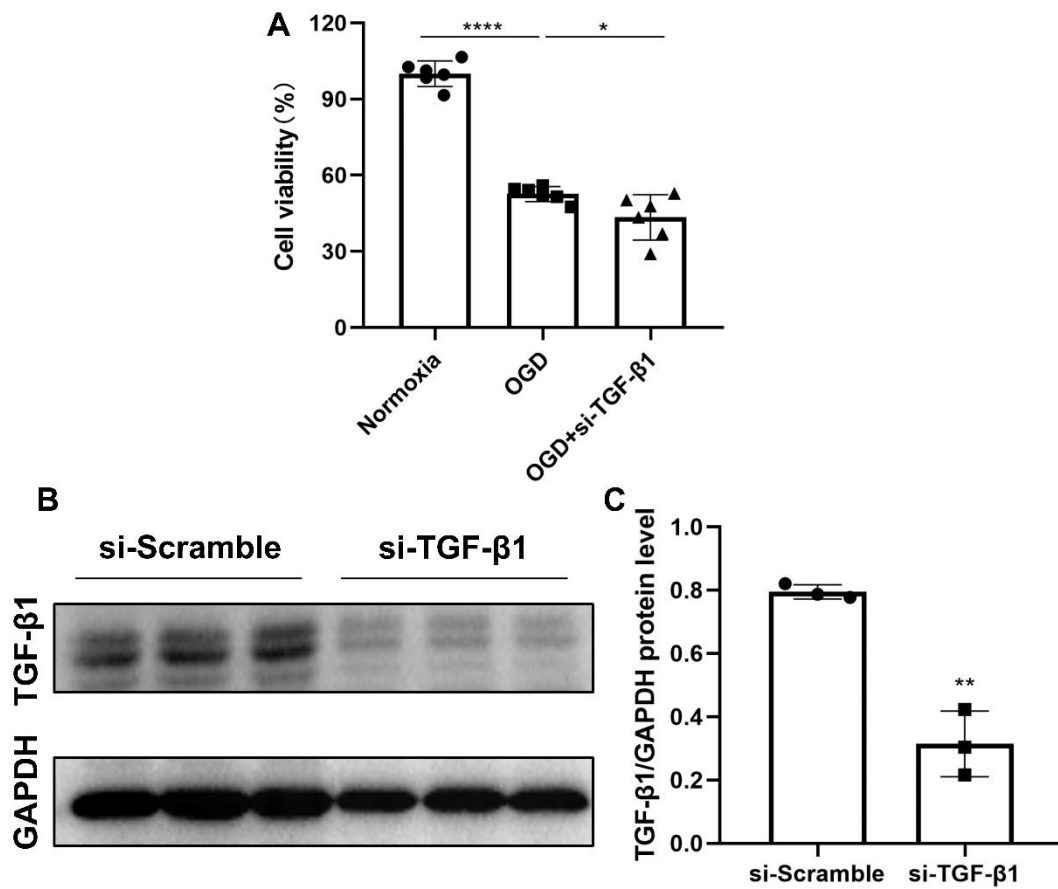 A
Cell viability (%)
120
90
60
30
0
****
*
Normoxia
OGD
OGD+si-TGF-β1
B
si-Scramble
si-TGF-β1
TGF-β1
GAPDH
C
TGF-β1/GAPDH protein level
1.0
0.8
0.6
0.4
0.2
0.0
**
si-Scramble
si-TGF-β1